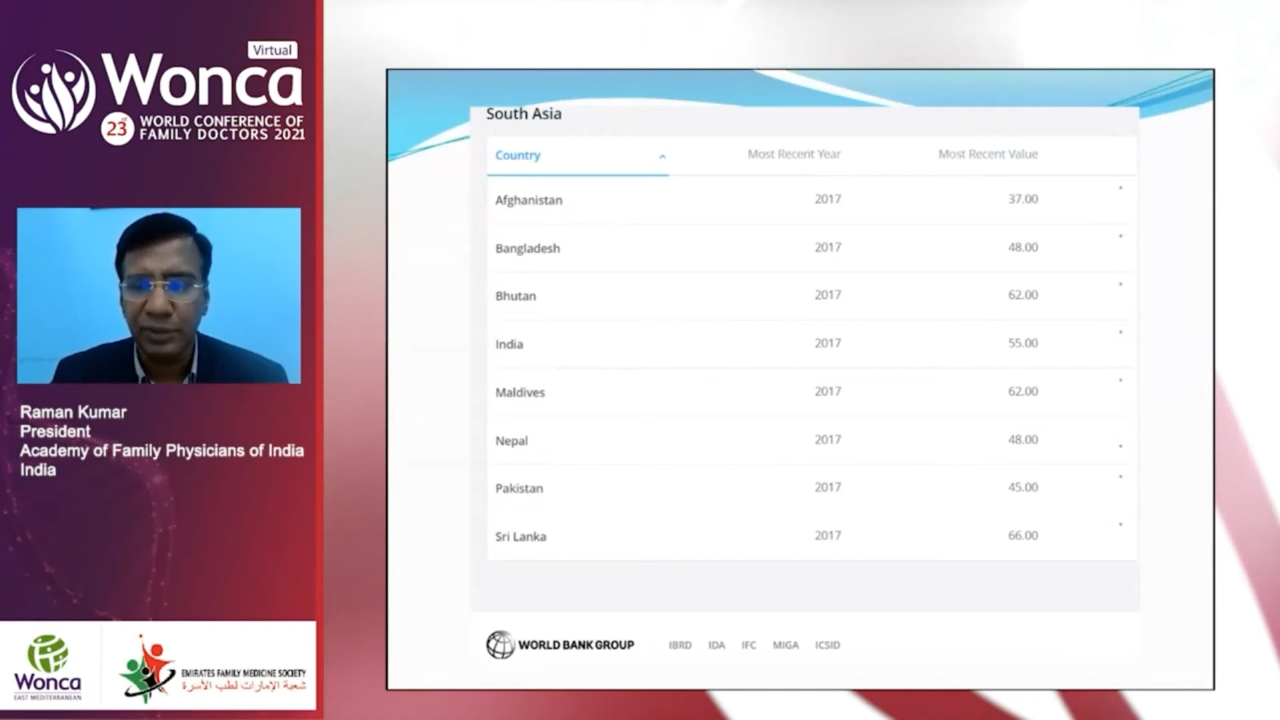 Virtual
Wonca
23rd WORLD CONFERENCE OF
FAMILY DOCTORS 2021
Raman Kumar
President
Academy of Family Physicians of India
India
Wonca
EAST MEDITERRANEAN
EMIRATES FAMILY MEDICINE SOCIETY
شعبة الإمارات لطب الأسرة
South Asia
Country Most Recent Year Most Recent Value
Afghanistan 2017 37.00
Bangladesh 2017 48.00
Bhutan 2017 62.00
India 2017 55.00
Maldives 2017 62.00
Nepal 2017 48.00
Pakistan 2017 45.00
Sri Lanka 2017 66.00
WORLD BANK GROUP IBRD IDA IFC MIGA ICSID